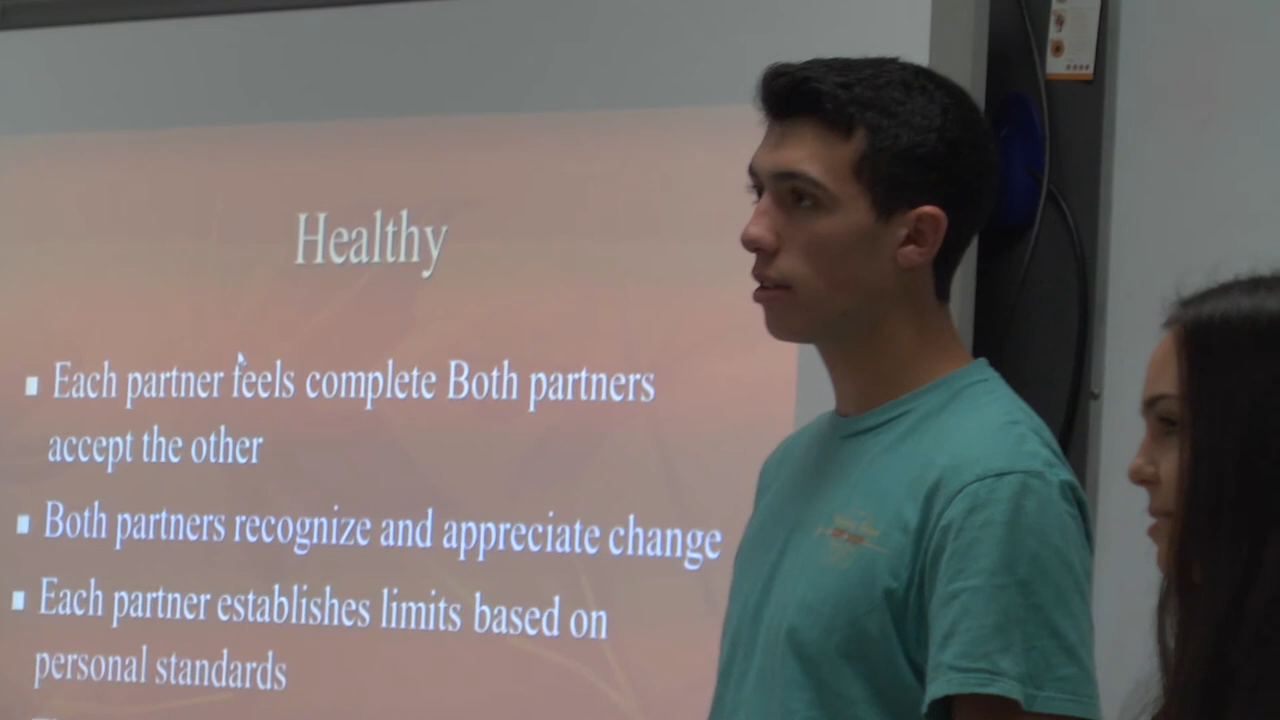 Healthy
Each partner feels complete Both partners
accept the other
Both partners recognize and appreciate change
Each partner establishes limits based on
personal standards